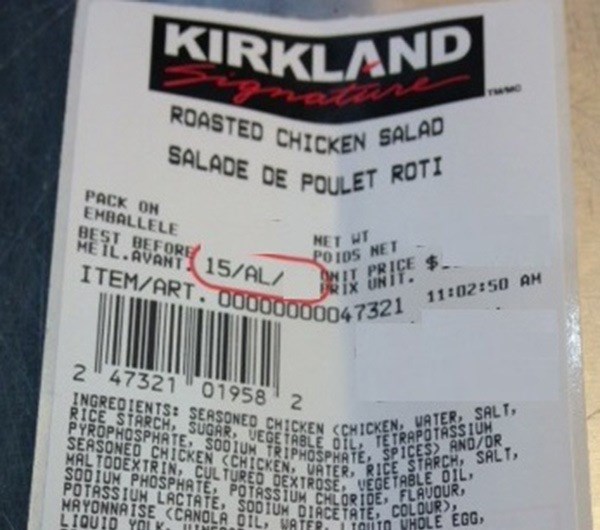 KIRKLAND
Signature
TM/MC
ROASTED CHICKEN SALAD
SALADE DE POULET ROTI
PACK ON
EMBALLELE
NET WT
POIDS NET
BEST BEFORE
MEIL.AVANT:
15/AL/
UNIT PRICE $
PRIX UNIT.
ITEM/ART. 00000000047321
11:02:50 AM
2 47321 01958 2
INGREDIENTS: SEASONED CHICKEN (CHICKEN, WATER, SALT,
RICE STARCH, SUGAR, VEGETABLE OIL, TETRAPOTASSIUM
PYROPHOSPHATE, SODIUM TRIPHOSPHATE, SPICES) AND/OR
SEASONED CHICKEN (CHICKEN, WATER, RICE STARCH, SALT,
MALTODEXTRIN, CULTURED DEXTROSE, VEGETABLE OIL,
SODIUM PHOSPHATE, POTASSIUM CHLORIDE, FLAVOUR,
POTASSIUM LACTATE, SODIUM DIACETATE, COLOUR),
MAYONNAISE (CANOLA OIL, WATER, LIQUID WHOLE EGG,
LIQUID YOLK,